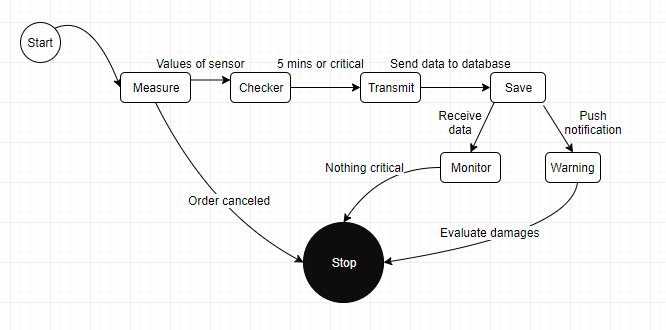 Start
Values of sensor
5 mins or critical
Send data to database
Measure
Checker
Transmit
Save
Receive
data
Push
notification
Nothing critical
Monitor
Warning
Order canceled
Evaluate damages
Stop